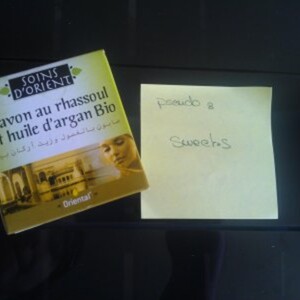 SOINS
D'ORIENT
avon au rhassoul
t huile d'argan Bio
Oriental
pseudo :
sweets